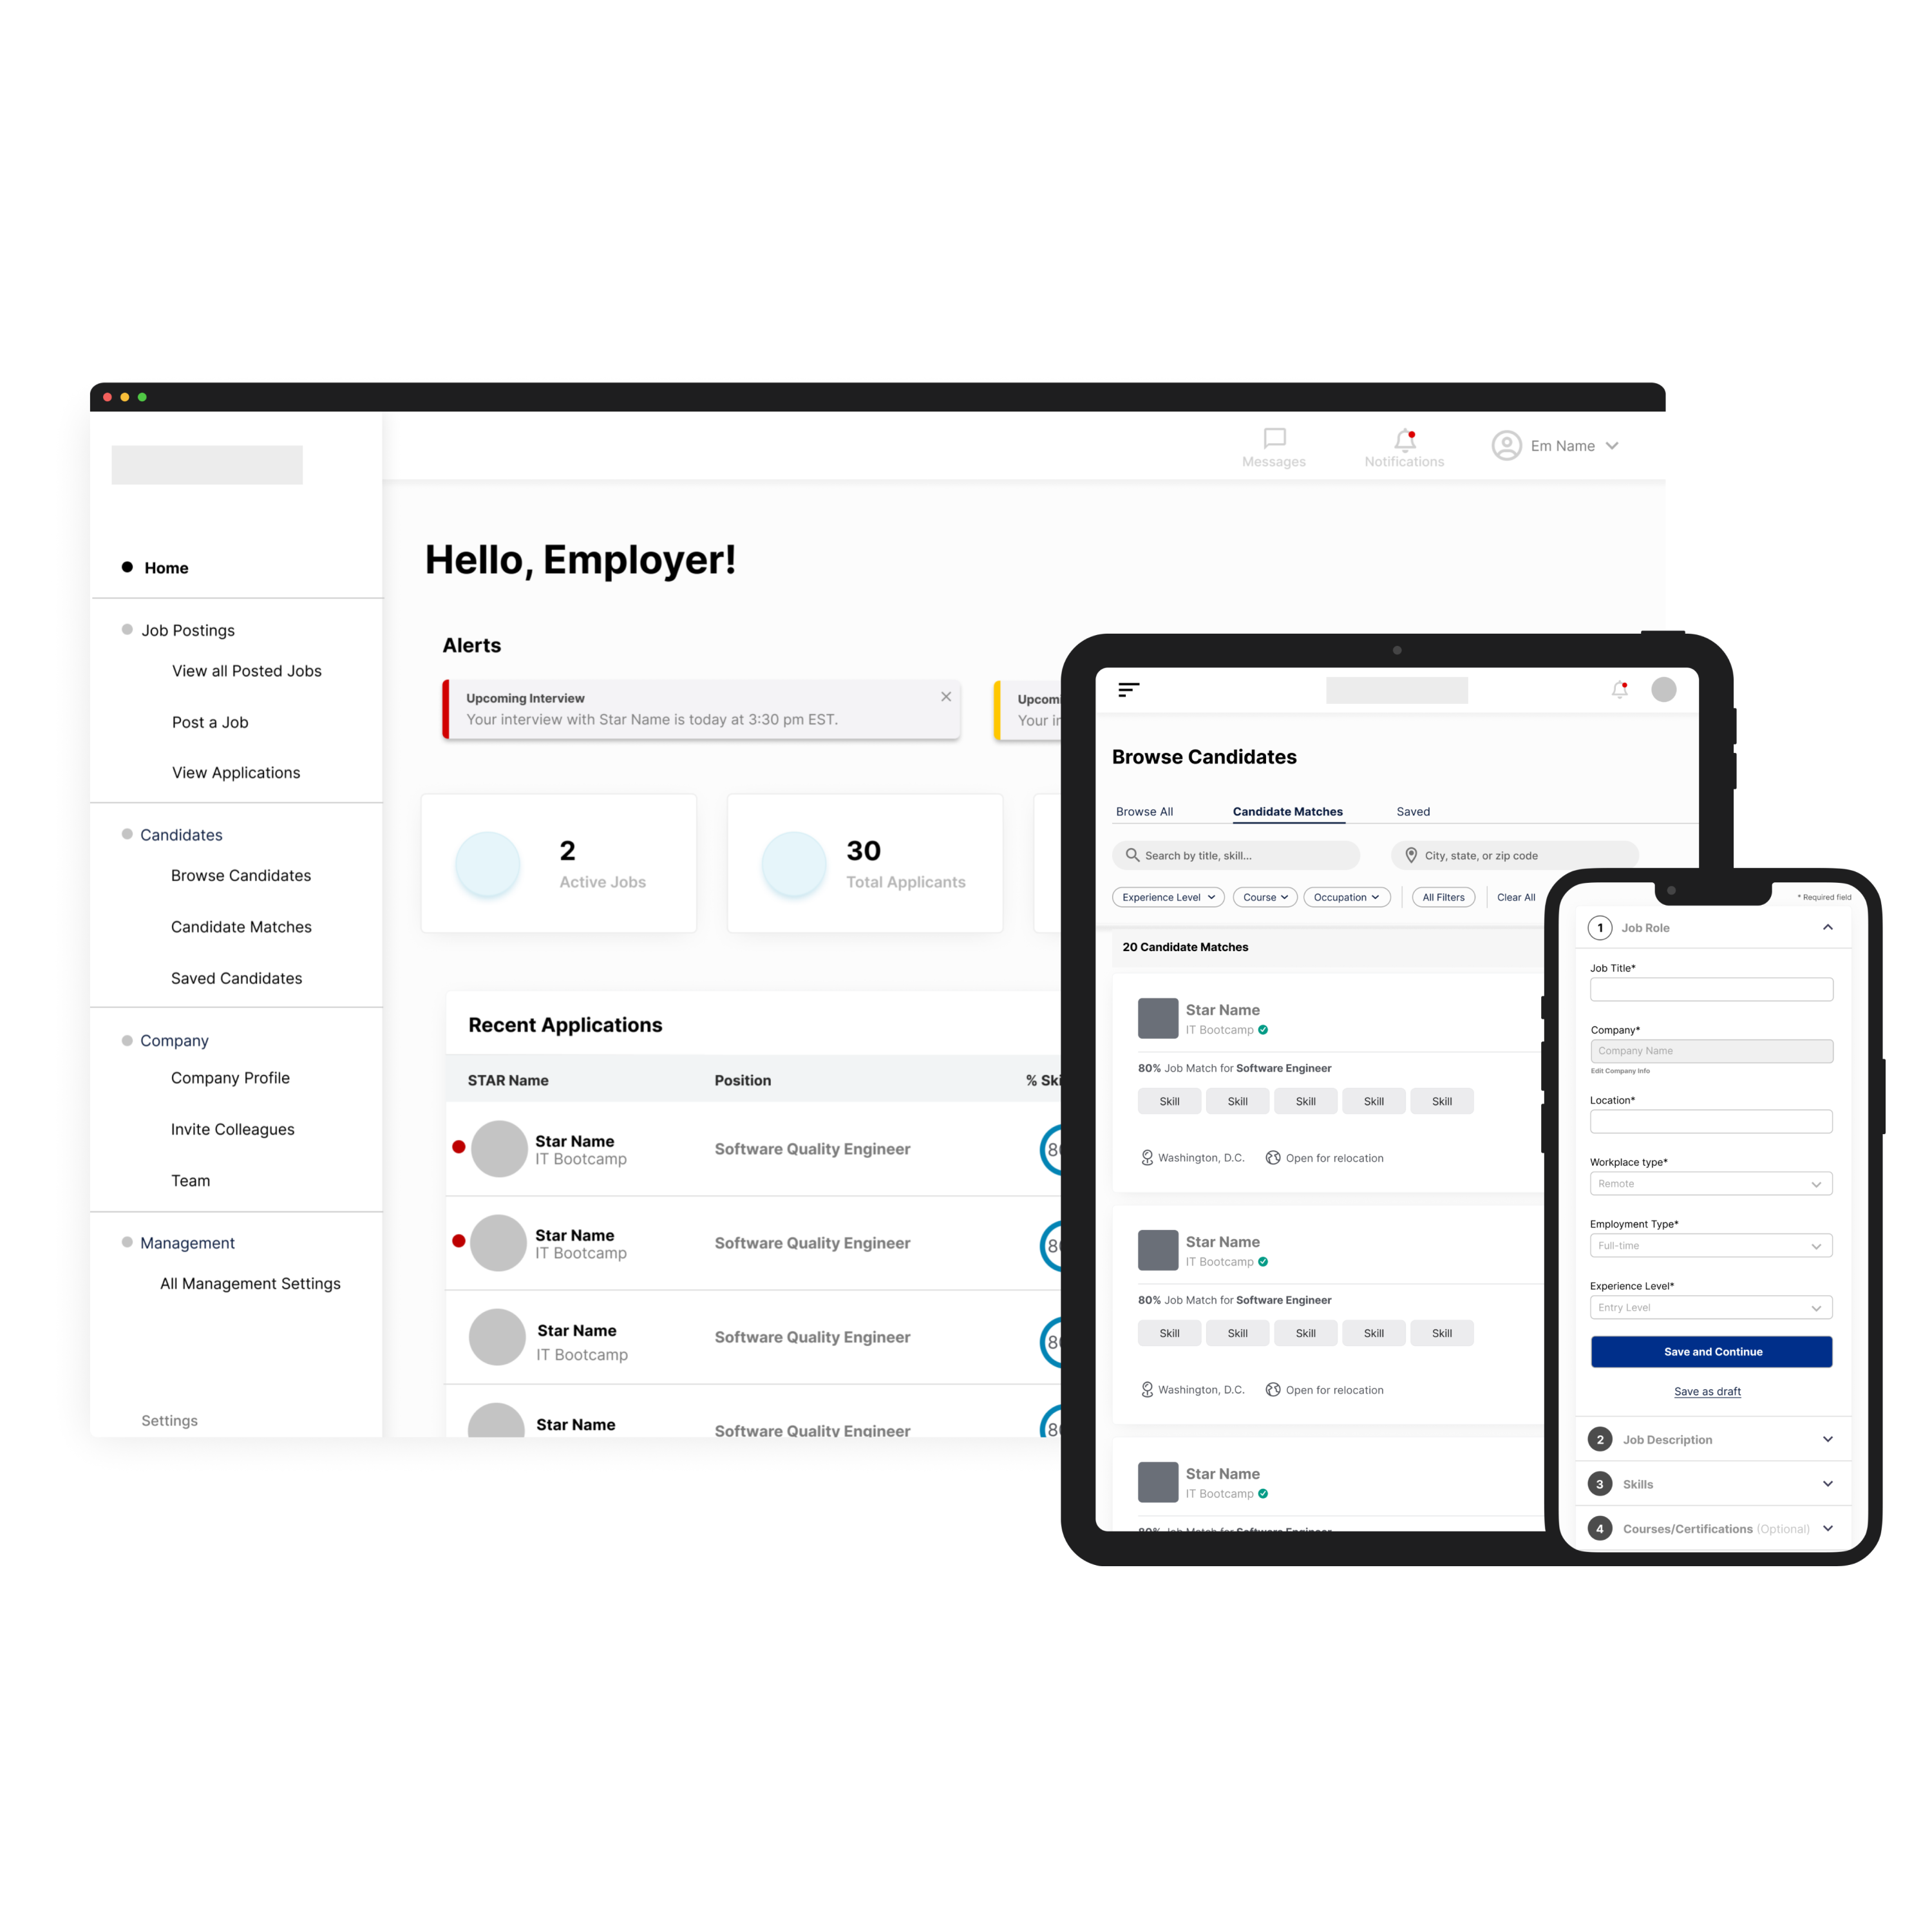 Messages
Notifications
Em Name
Home
Job Postings
View all Posted Jobs
Post a Job
View Applications
Candidates
Browse Candidates
Candidate Matches
Saved Candidates
Company
Company Profile
Invite Colleagues
Team
Management
All Management Settings
Settings
Hello, Employer!
Alerts
Upcoming Interview
Your interview with Star Name is today at 3:30 pm EST.
Your
2
Active Jobs
30
Total Applicants
Recent Applications
STAR Name Position %
Star Name
IT Bootcamp
Software Quality Engineer
Star Name
IT Bootcamp
Software Quality Engineer
Star Name
IT Bootcamp
Software Quality Engineer
Star Name
Software Quality Engineer
Browse Candidates
Browse All Candidate Matches Saved
Search by title, skill... City, state, or zip code
Experience Level Course Occupation All Filters Clear All
20 Candidate Matches
Star Name
IT Bootcamp
80% Job Match for Software Engineer
Skill Skill Skill Skill Skill
Washington, D.C. Open for relocation
Star Name
IT Bootcamp
80% Job Match for Software Engineer
Skill Skill Skill Skill Skill
Washington, D.C. Open for relocation
Star Name
IT Bootcamp
80% Job Match for Software Engineer
* Required field
1 Job Role
Job Title*
Company*
Company Name
Edit Company Info
Location*
Workplace type*
Remote
Employment Type*
Full-time
Experience Level*
Entry Level
Save and Continue
Save as draft
2 Job Description
3 Skills
4 Courses/Certifications (Optional)